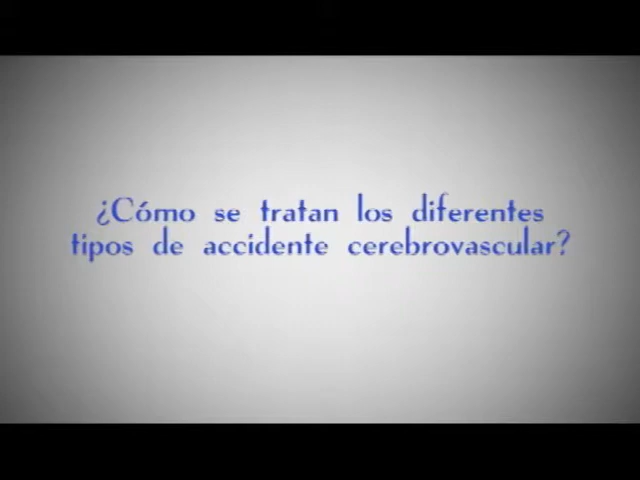 ¿Cómo se tratan los diferentes
tipos de accidente cerebrovascular?